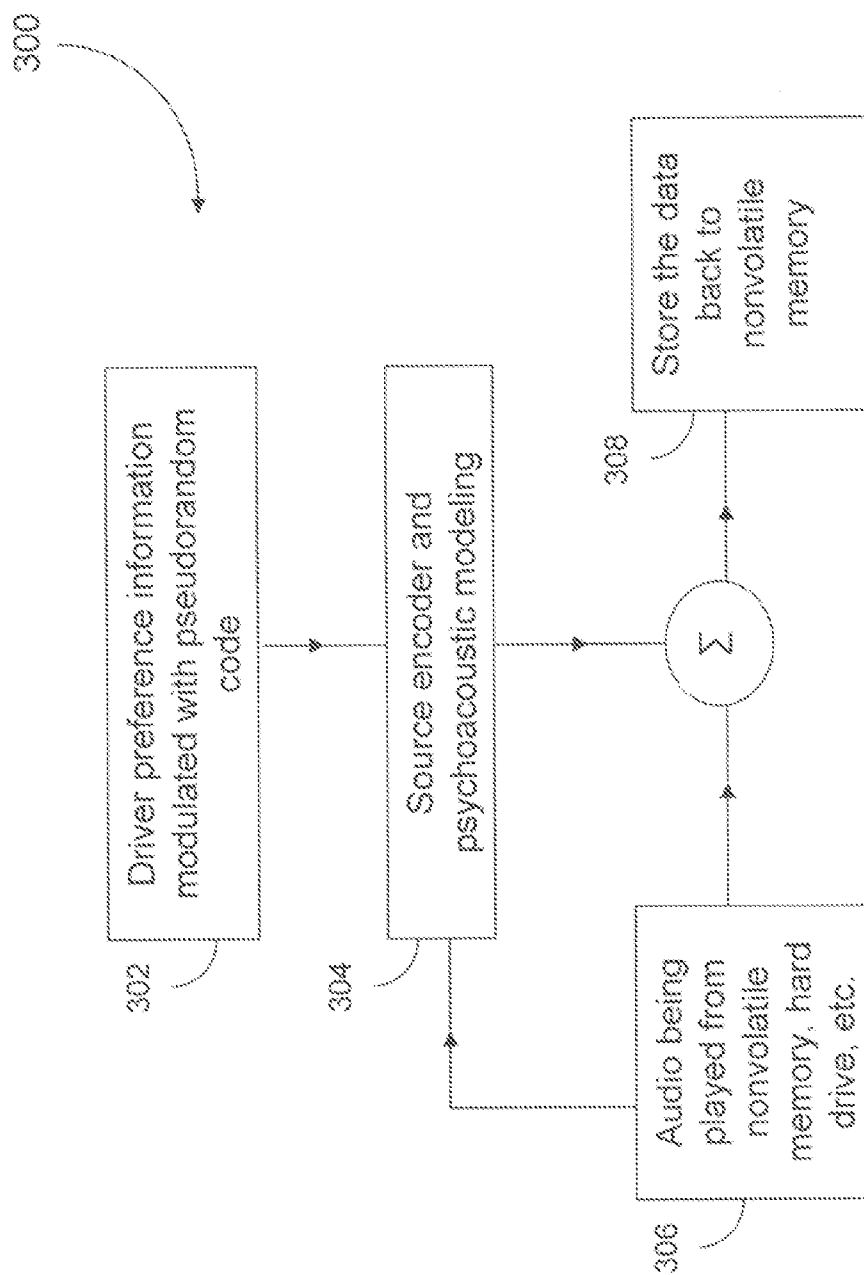 300
302
Driver preference information
modulated with pseudorandom
code
304
Source encoder and
psychoacoustic modeling
306
Audio being
played from
nonvolatile
memory, hard
drive, etc.
Σ
308
Store the data
back to
nonvolatile
memory